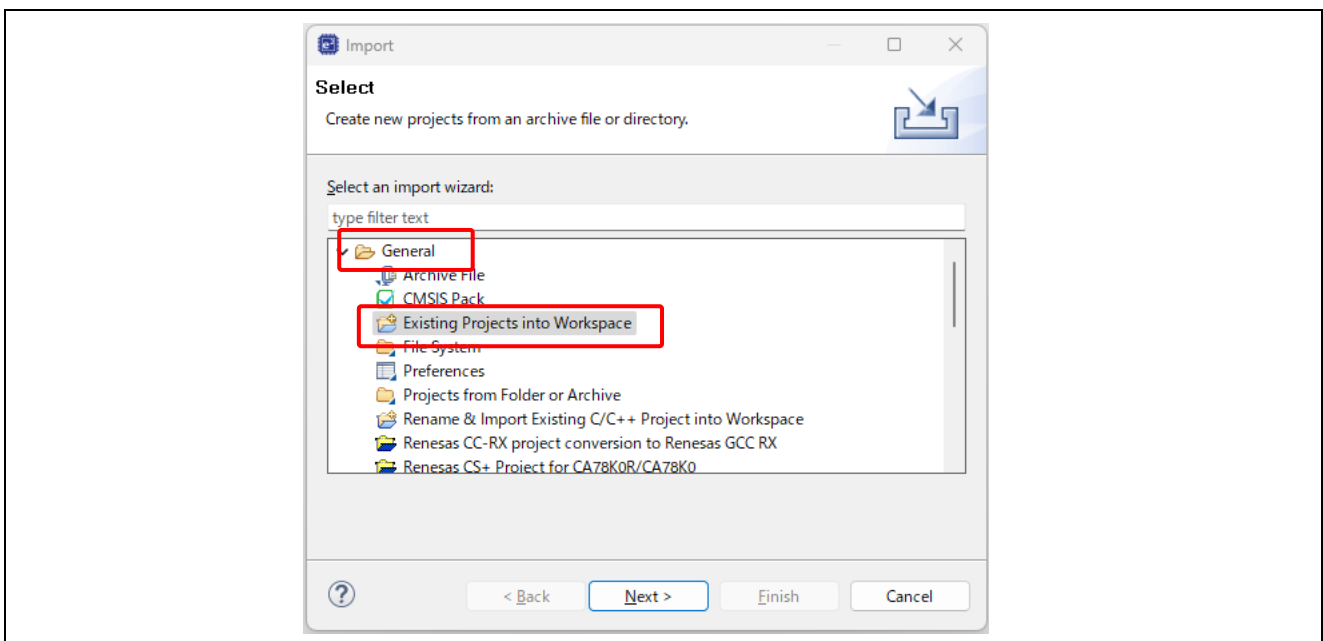 Import
Select
Create new projects from an archive file or directory.
Select an import wizard:
type filter text
General
Archive File
CMSIS Pack
Existing Projects into Workspace
File System
Preferences
Projects from Folder or Archive
Rename & Import Existing C/C++ Project into Workspace
Renesas CC-RX project conversion to Renesas GCC RX
Renesas CS+ Project for CA78K0R/CA78K0
< Back Next > Finish Cancel